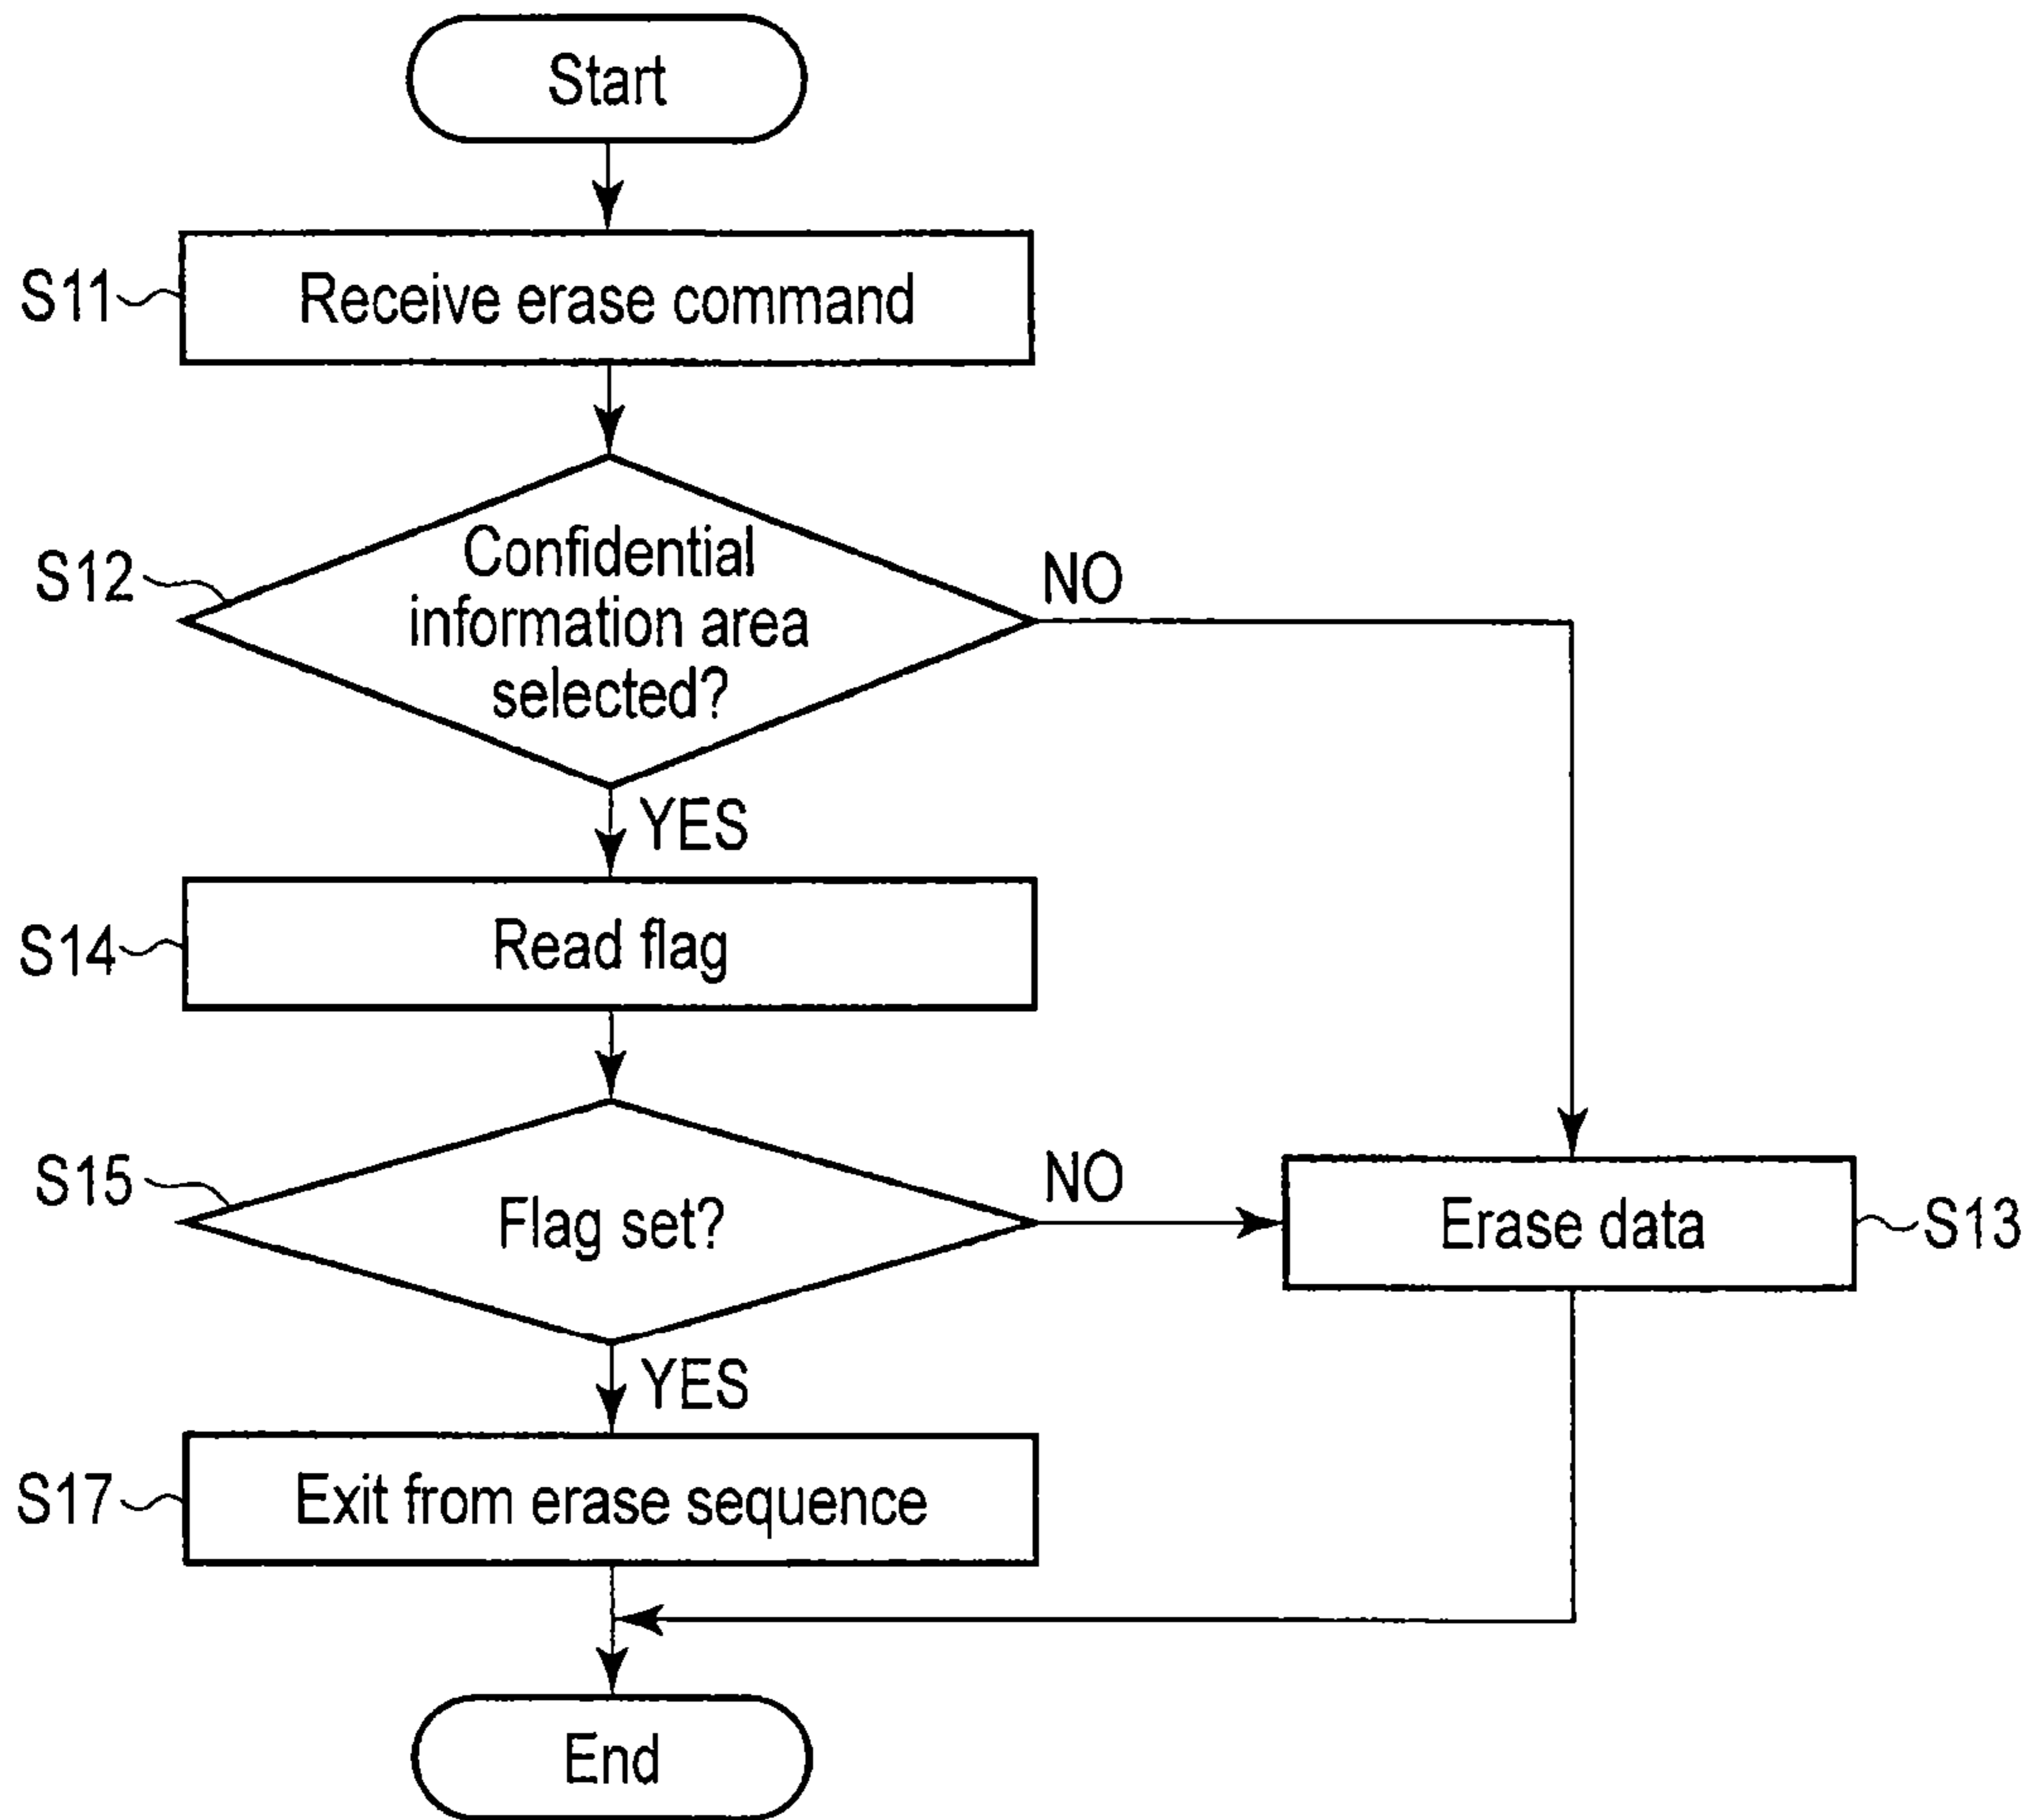 Start
S11
Receive erase command
S12
Confidential
information area
selected?
NO
YES
S14
Read flag
S15
Flag set?
NO
Erase data
S13
YES
S17
Exit from erase sequence
End